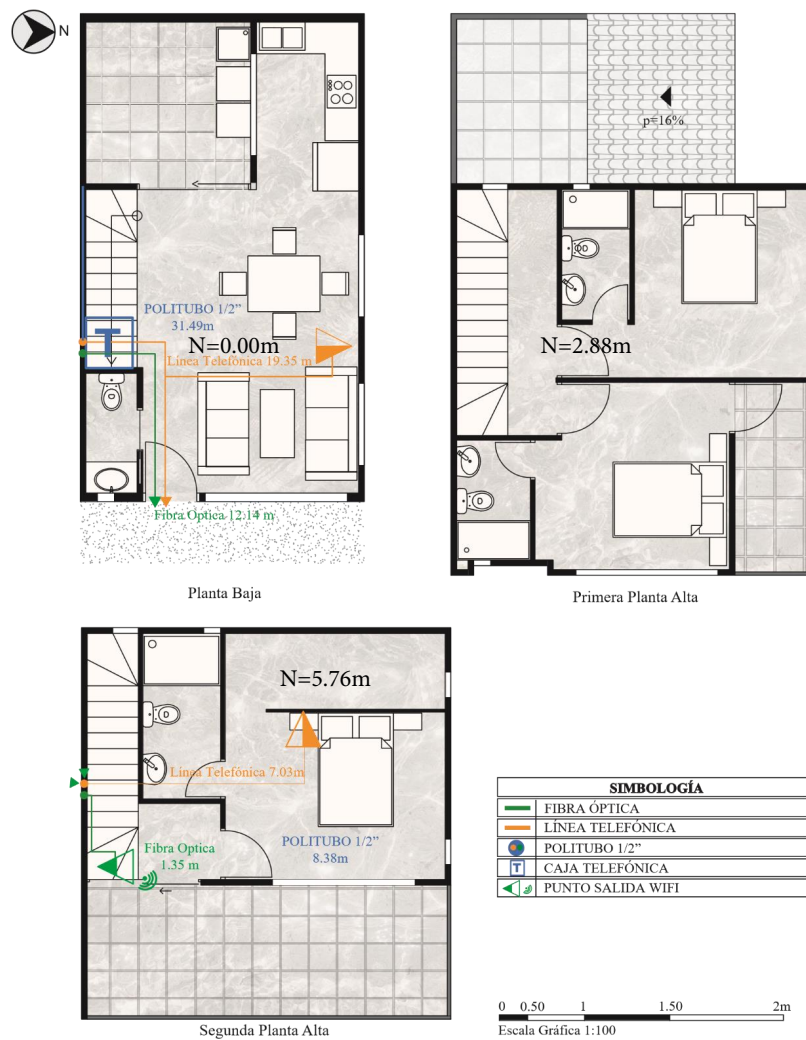 N
p=16%
POLITUBO 1/2”
31.49m
T
N=0.00m
Línea Telefónica 19.35 m
Fibra Optica 12.14 m
Planta Baja
N=2.88m
Primera Planta Alta
N=5.76m
Línea Telefónica 7.03m
Fibra Optica
1.35 m
POLITUBO 1/2”
8.38m
Segunda Planta Alta
SIMBOLOGÍA
FIBRA ÓPTICA
LÍNEA TELEFÓNICA
POLITUBO 1/2”
T CAJA TELEFÓNICA
PUNTO SALIDA WIFI
0 0.50 1 1.50 2m
Escala Gráfica 1:100